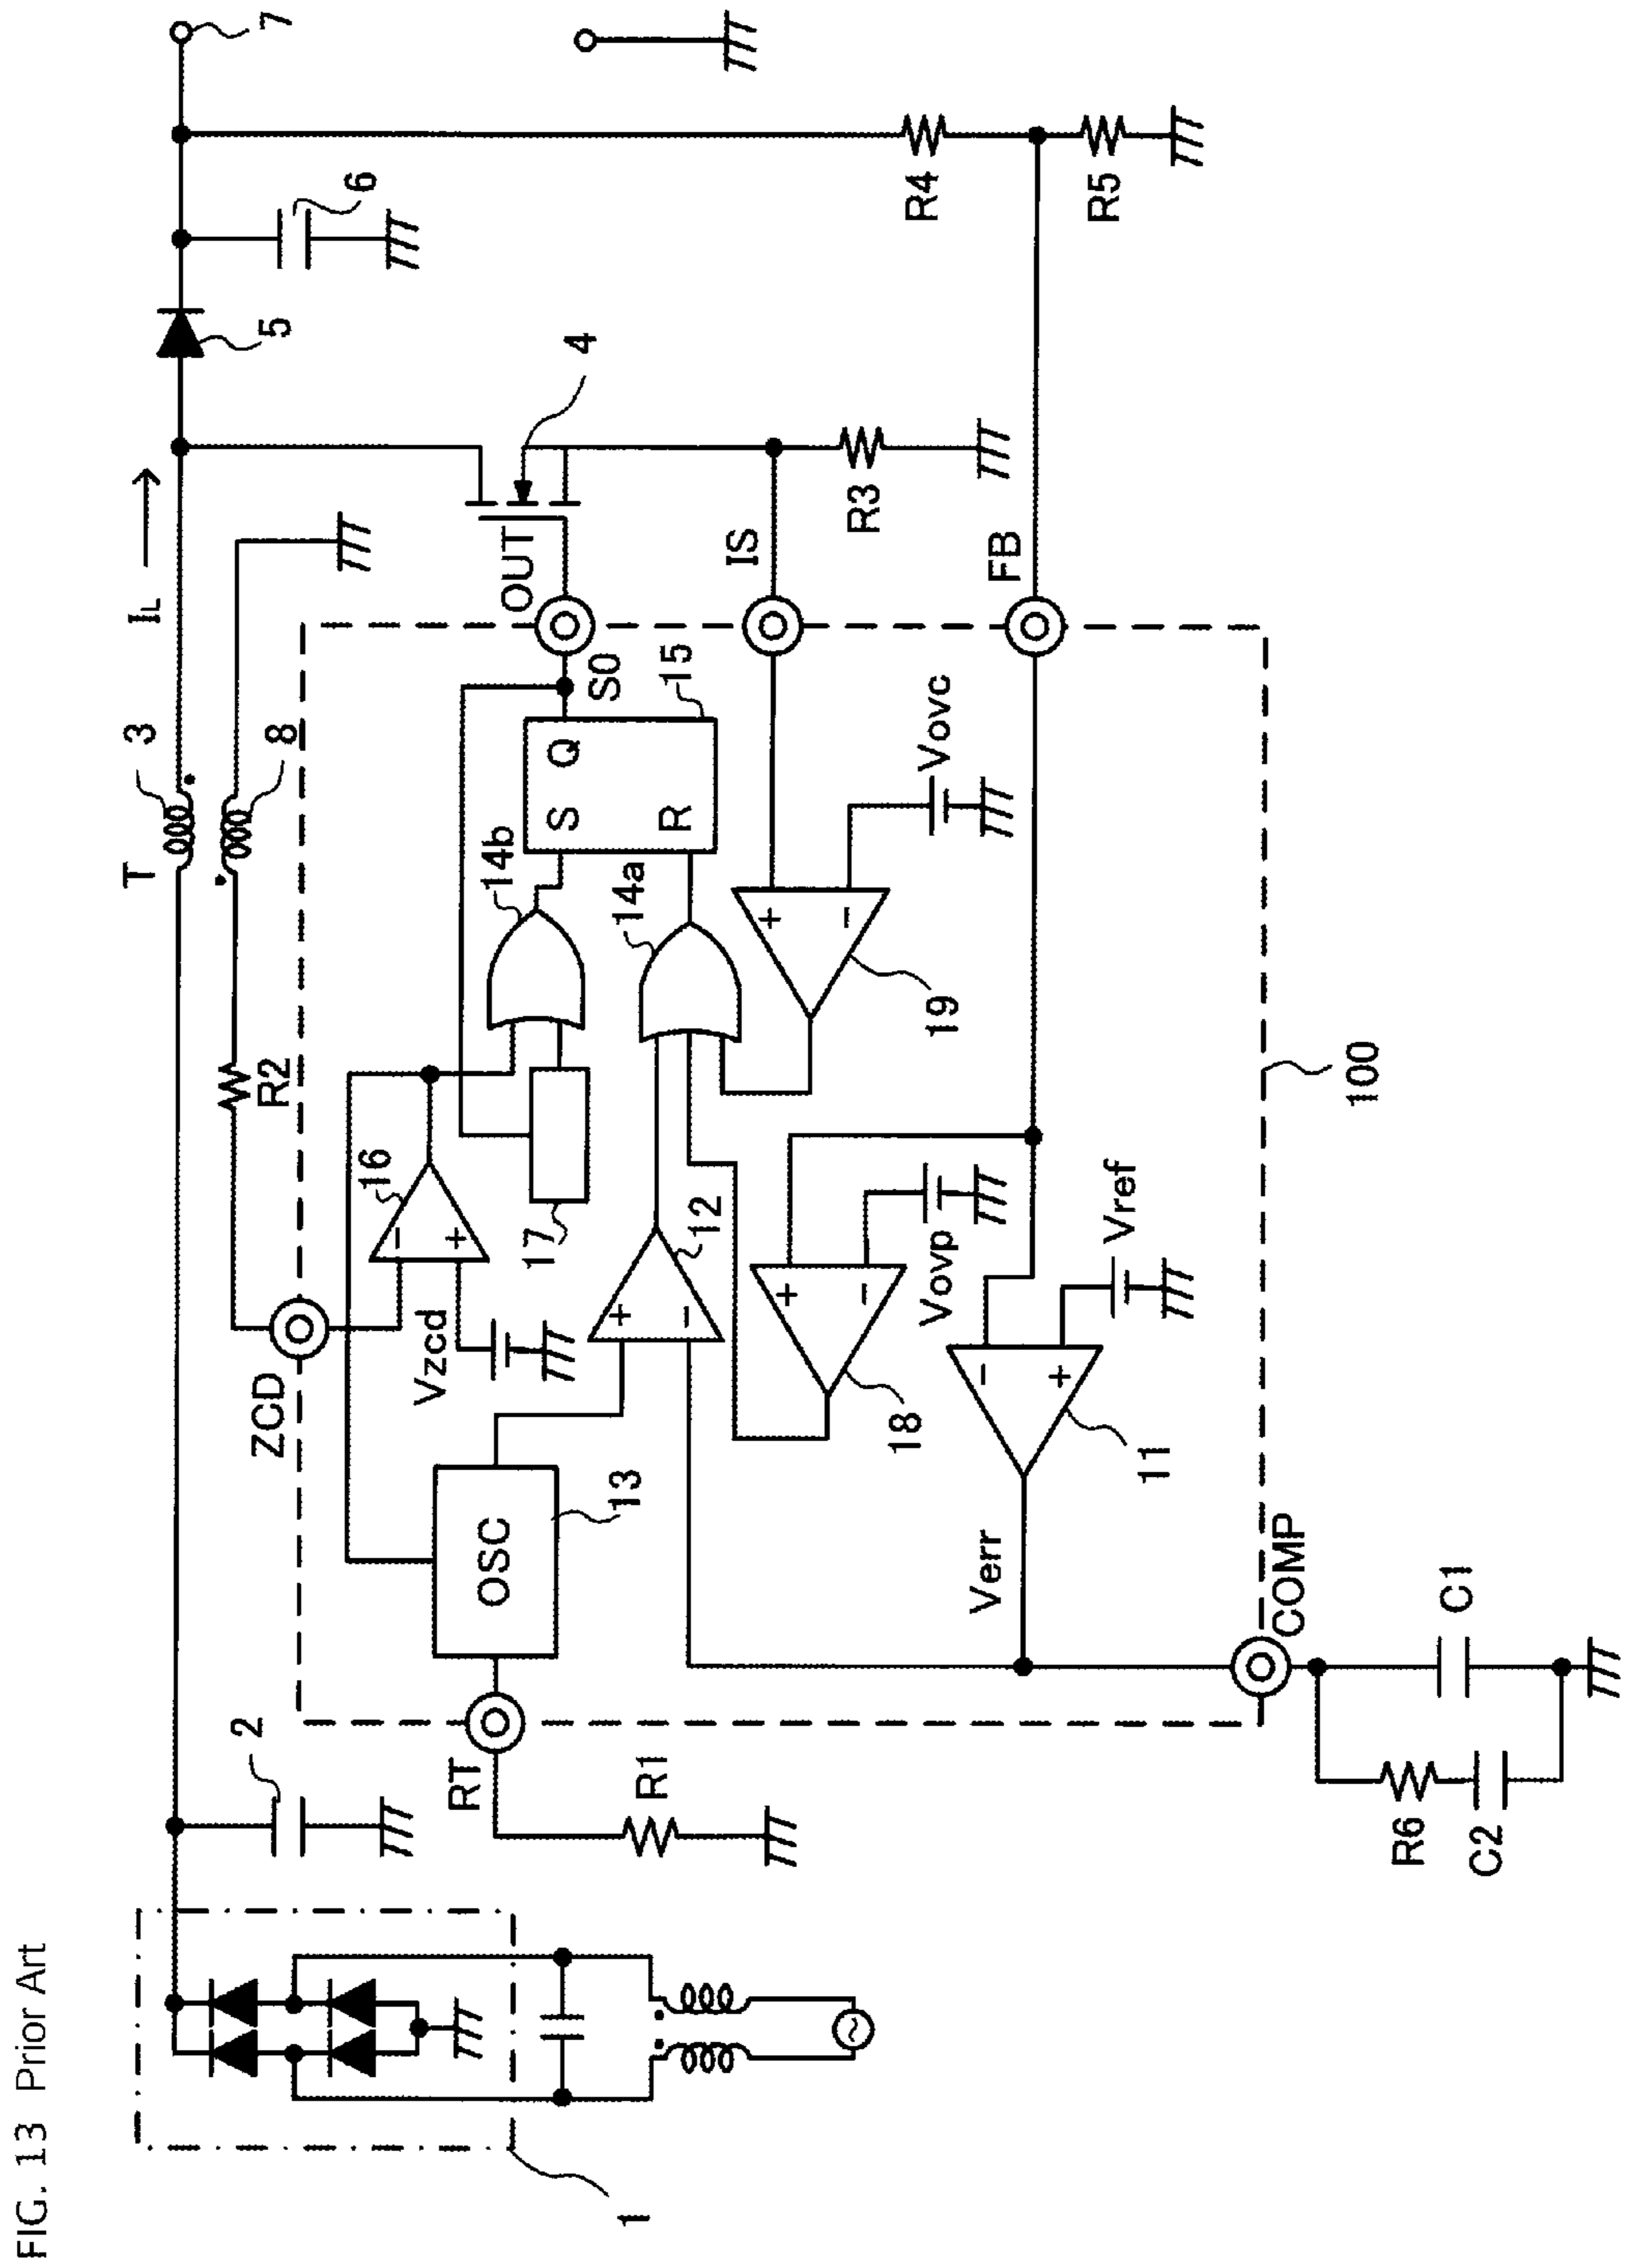 FIG. 13 Prior Art
1
2
T
3
IL
5
6
7
8
R2
ZCD
4
OUT
RT
R1
OSC
13
Vzcd
16
−
+
17
14b
S
Q
R
S0
15
14a
12
+
−
IS
R3
19
+
−
Vovc
18
+
−
Vovp
FB
R4
R5
11
−
+
Vref
Verr
COMP
100
R6
C2
C1